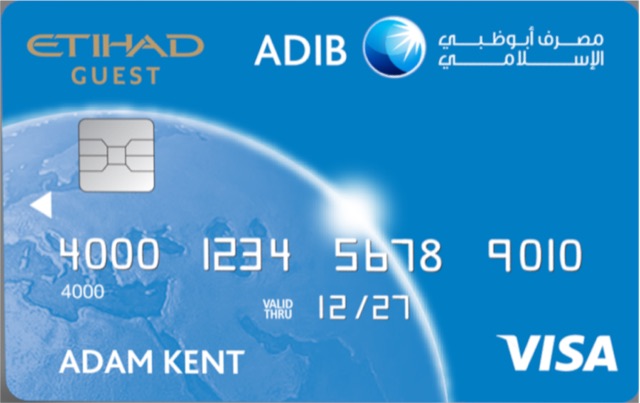 ETIHAD
GUEST
ADIB
مصرف أبوظبي
الإسلامي
4000 1234 5678 9010
4000
VALID
THRU
12/27
ADAM KENT
VISA